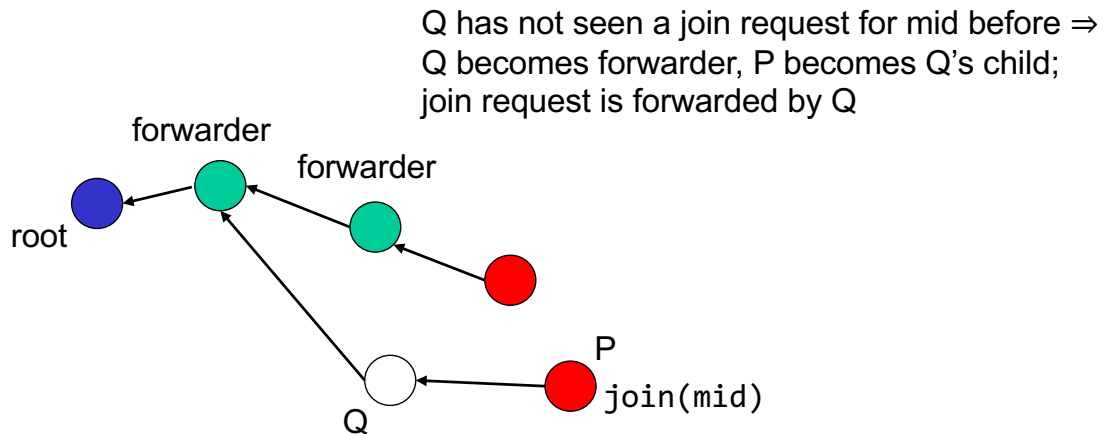 Q has not seen a join request for mid before ⇒
Q becomes forwarder, P becomes Q’s child;
join request is forwarded by Q
forwarder
forwarder
root
P
join(mid)
Q